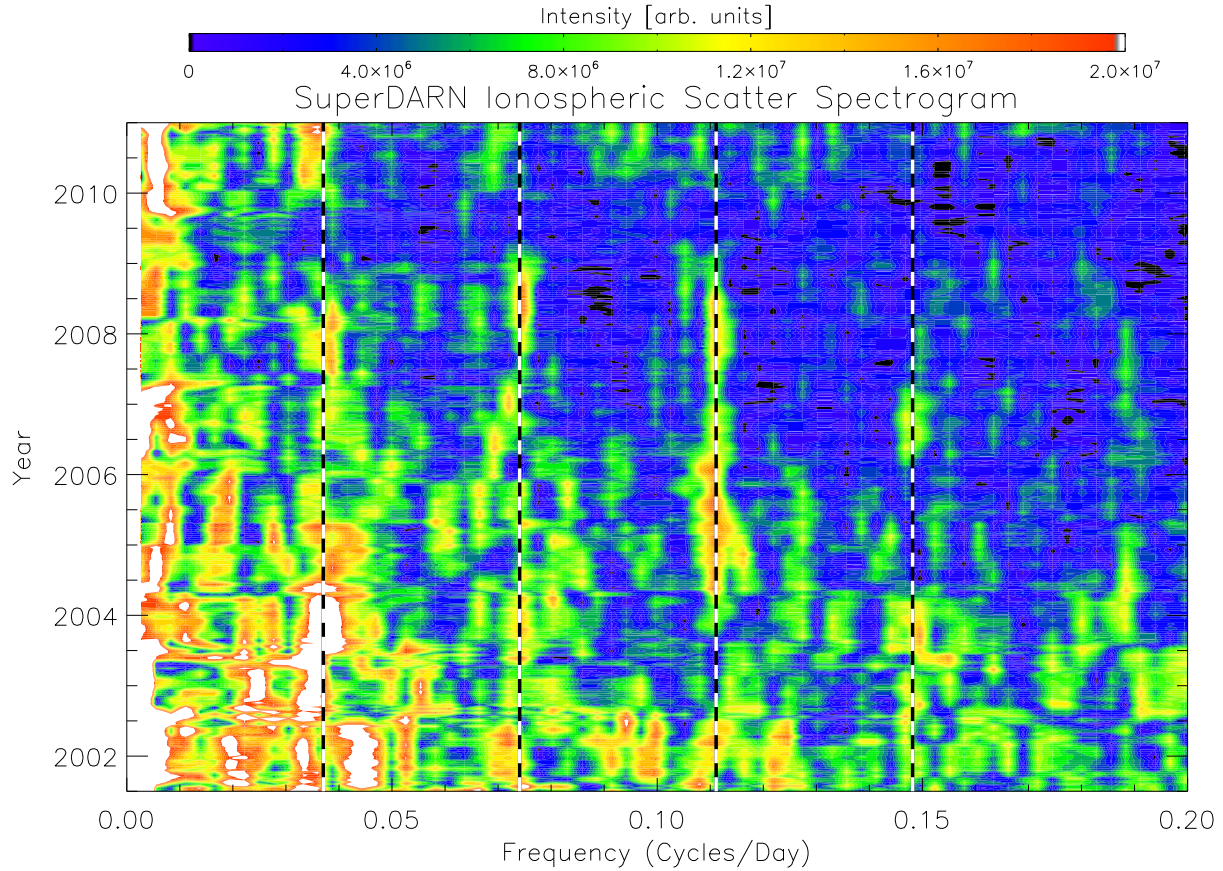 Intensity [arb. units]
0 4.0×10⁶ 8.0×10⁶ 1.2×10⁷ 1.6×10⁷ 2.0×10⁷
SuperDARN Ionospheric Scatter Spectrogram
2010
2008
Year
2006
2004
2002
0.00 0.05 0.10 0.15 0.20
Frequency (Cycles/Day)